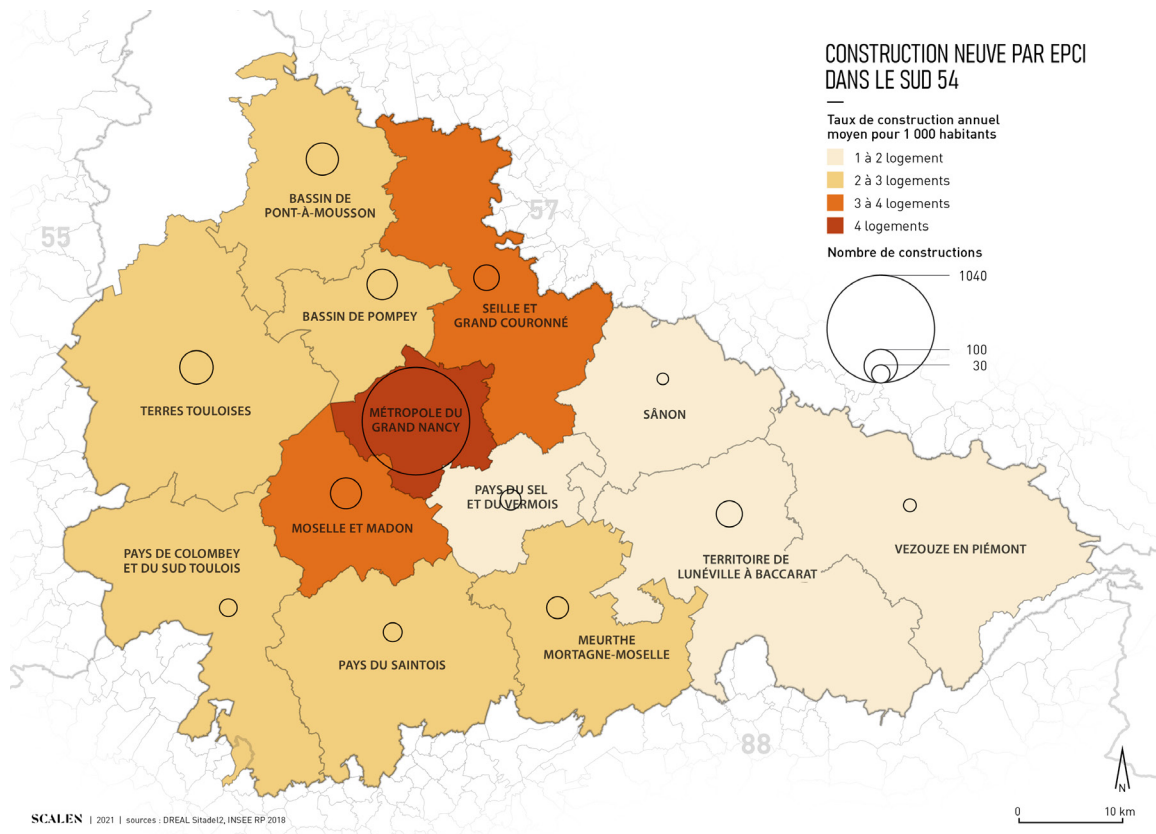 CONSTRUCTION NEUVE PAR EPCI
DANS LE SUD 54
Taux de construction annuel
moyen pour 1 000 habitants
1 à 2 logement
2 à 3 logements
3 à 4 logements
4 logements
Nombre de constructions
1040
100
30
55
57
88
BASSIN DE
PONT-À-MOUSSON
BASSIN DE POMPEY
SEILLE ET
GRAND COURONNÉ
TERRES TOULOISES
MÉTROPOLE DU
GRAND NANCY
SÂNON
PAYS DU SEL
ET DU VERMOIS
MOSELLE ET MADON
PAYS DE COLOMBEY
ET DU SUD TOULOIS
TERRITOIRE DE
LUNÉVILLE À BACCARAT
VEZOUZE EN PIÉMONT
MEURTHE
MORTAGNE-MOSELLE
PAYS DU SAINTOIS
SCALEN | 2021 | sources : DREAL Sitadel2, INSEE RP 2018
N
0 10 km